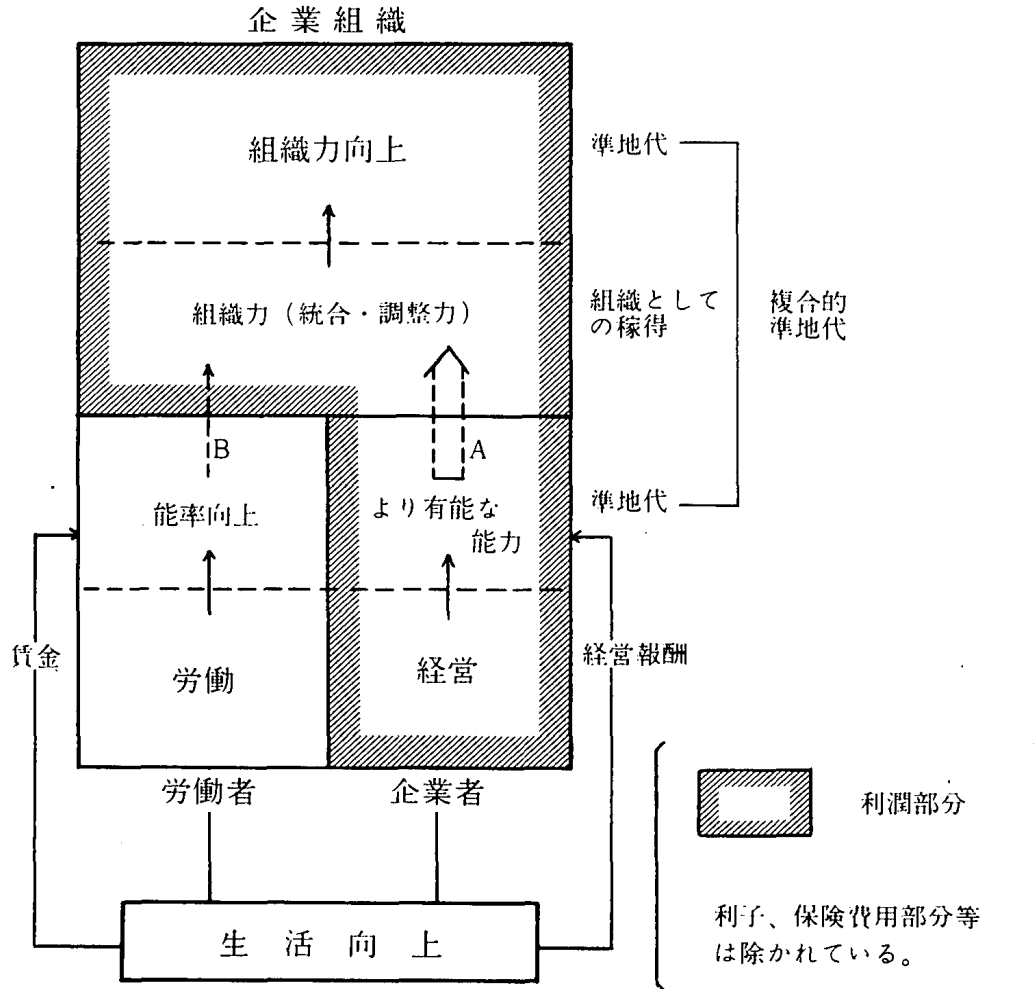 企業組織
組織力向上
準地代
組織力（統合・調整力）
組織として
の稼得
複合的
準地代
B
A
能率向上
より有能な
能力
準地代
賃金
労働
経営
経営報酬
労働者
企業者
利潤部分
生活向上
利子、保険費用部分等
は除かれている。